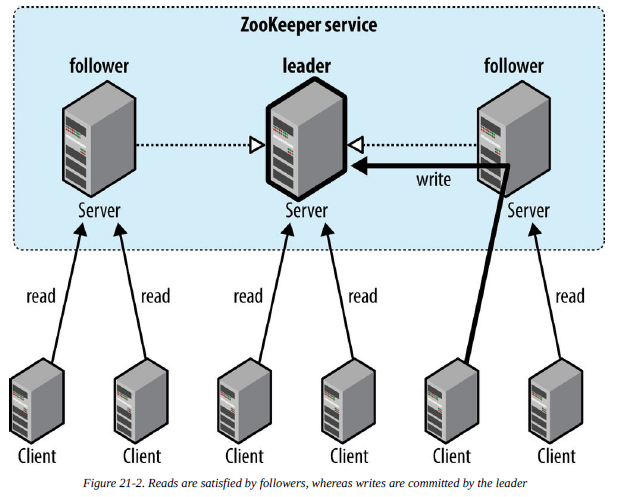 ZooKeeper service
follower
leader
follower
write
Server
Server
Server
read
read
read
read
read
Client
Client
Client
Client
Client
Client
Figure 21-2. Reads are satisfied by followers, whereas writes are committed by the leader